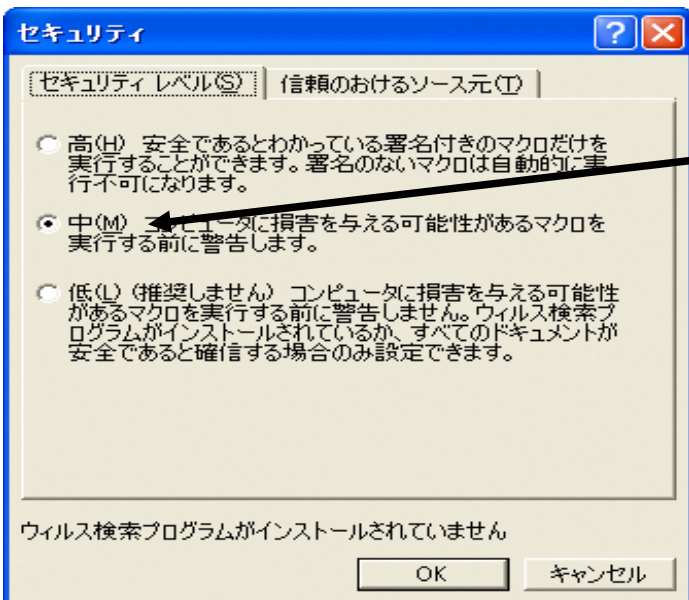 セキュリティ
セキュリティ レベル(S)
信頼のおけるソース元(T)
高(H) 安全であるとわかっている署名付きのマクロだけを
実行することができます。署名のないマクロは自動的に実
行不可になります。
中(M) コンピュータに損害を与える可能性があるマクロを
実行する前に警告します。
低(L) (推奨しません) コンピュータに損害を与える可能性
があるマクロを実行する前に警告しません。ウィルス検索プ
ログラムがインストールされているか、すべてのドキュメントが
安全であると確信する場合のみ設定できます。
ウィルス検索プログラムがインストールされていません
OK
キャンセル